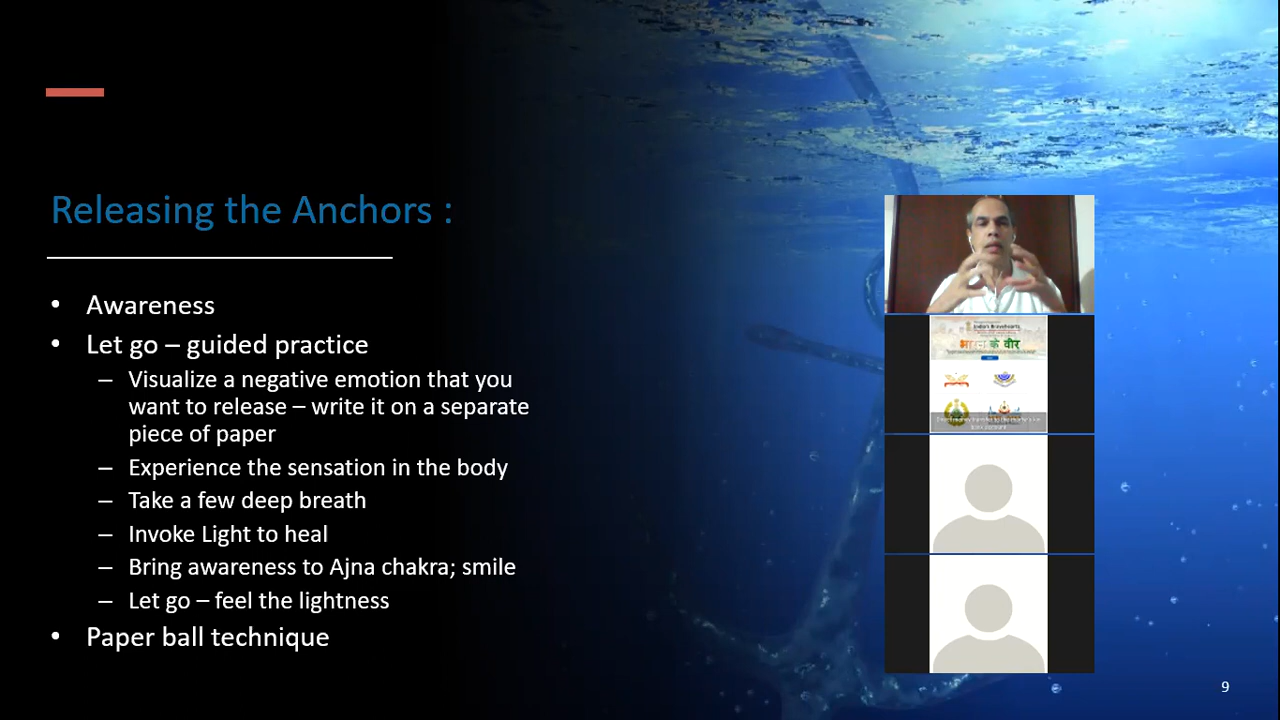 Releasing the Anchors :
• Awareness
• Let go – guided practice
– Visualize a negative emotion that you
want to release – write it on a separate
piece of paper
– Experience the sensation in the body
– Take a few deep breath
– Invoke Light to heal
– Bring awareness to Ajna chakra; smile
– Let go – feel the lightness
• Paper ball technique
India's Bravehearts
भारत के वीर
9